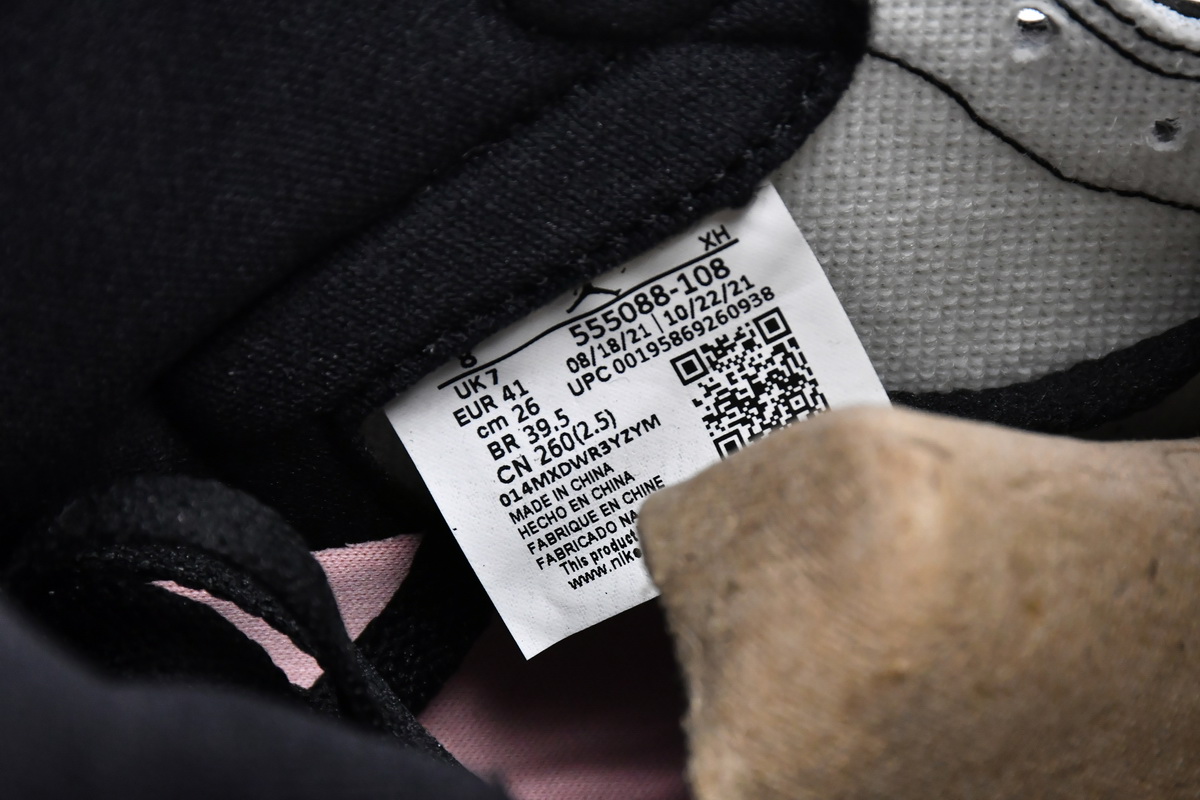 XH
8
UK 7
EUR 41
cm 26
BR 39.5
CN 260(2.5)
555088-108
08/18/21 | 10/22/21
UPC 00195869260938
014MXDWR3YZYM
MADE IN CHINA
HECHO EN CHINA
FABRIQUE EN CHINE
FABRICADO NA
This product
www.nike